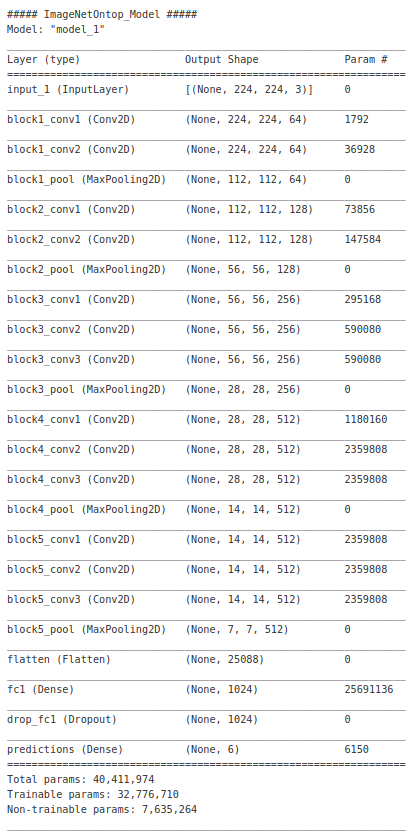 ##### ImageNetOntop_Model #####
Model: "model_1"
Layer (type) Output Shape Param #
input_1 (InputLayer) [(None, 224, 224, 3)] 0
block1_conv1 (Conv2D) (None, 224, 224, 64) 1792
block1_conv2 (Conv2D) (None, 224, 224, 64) 36928
block1_pool (MaxPooling2D) (None, 112, 112, 64) 0
block2_conv1 (Conv2D) (None, 112, 112, 128) 73856
block2_conv2 (Conv2D) (None, 112, 112, 128) 147584
block2_pool (MaxPooling2D) (None, 56, 56, 128) 0
block3_conv1 (Conv2D) (None, 56, 56, 256) 295168
block3_conv2 (Conv2D) (None, 56, 56, 256) 590080
block3_conv3 (Conv2D) (None, 56, 56, 256) 590080
block3_pool (MaxPooling2D) (None, 28, 28, 256) 0
block4_conv1 (Conv2D) (None, 28, 28, 512) 1180160
block4_conv2 (Conv2D) (None, 28, 28, 512) 2359808
block4_conv3 (Conv2D) (None, 28, 28, 512) 2359808
block4_pool (MaxPooling2D) (None, 14, 14, 512) 0
block5_conv1 (Conv2D) (None, 14, 14, 512) 2359808
block5_conv2 (Conv2D) (None, 14, 14, 512) 2359808
block5_conv3 (Conv2D) (None, 14, 14, 512) 2359808
block5_pool (MaxPooling2D) (None, 7, 7, 512) 0
flatten (Flatten) (None, 25088) 0
fc1 (Dense) (None, 1024) 25691136
drop_fc1 (Dropout) (None, 1024) 0
predictions (Dense) (None, 6) 6150
Total params: 40,411,974
Trainable params: 32,776,710
Non-trainable params: 7,635,264